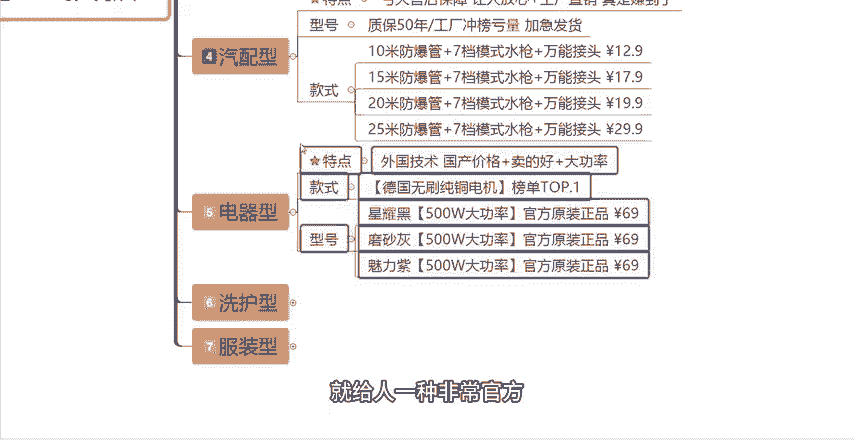 ★特点 今天售后保障 让人放心+工厂直销 真是赚到了
型号 质保50年/工厂冲榜亏量 加急发货
4 汽配型
款式
10米防爆管+7档模式水枪+万能接头 ¥12.9
15米防爆管+7档模式水枪+万能接头 ¥17.9
20米防爆管+7档模式水枪+万能接头 ¥19.9
25米防爆管+7档模式水枪+万能接头 ¥29.9
5 电器型
★特点 外国技术 国产价格+卖的好+大功率
款式 【德国无刷纯铜电机】榜单TOP.1
型号
星耀黑【500W大功率】官方原装正品 ¥69
磨砂灰【500W大功率】官方原装正品 ¥69
魅力紫【500W大功率】官方原装正品 ¥69
6 洗护型
7 服装型
就给人一种非常官方